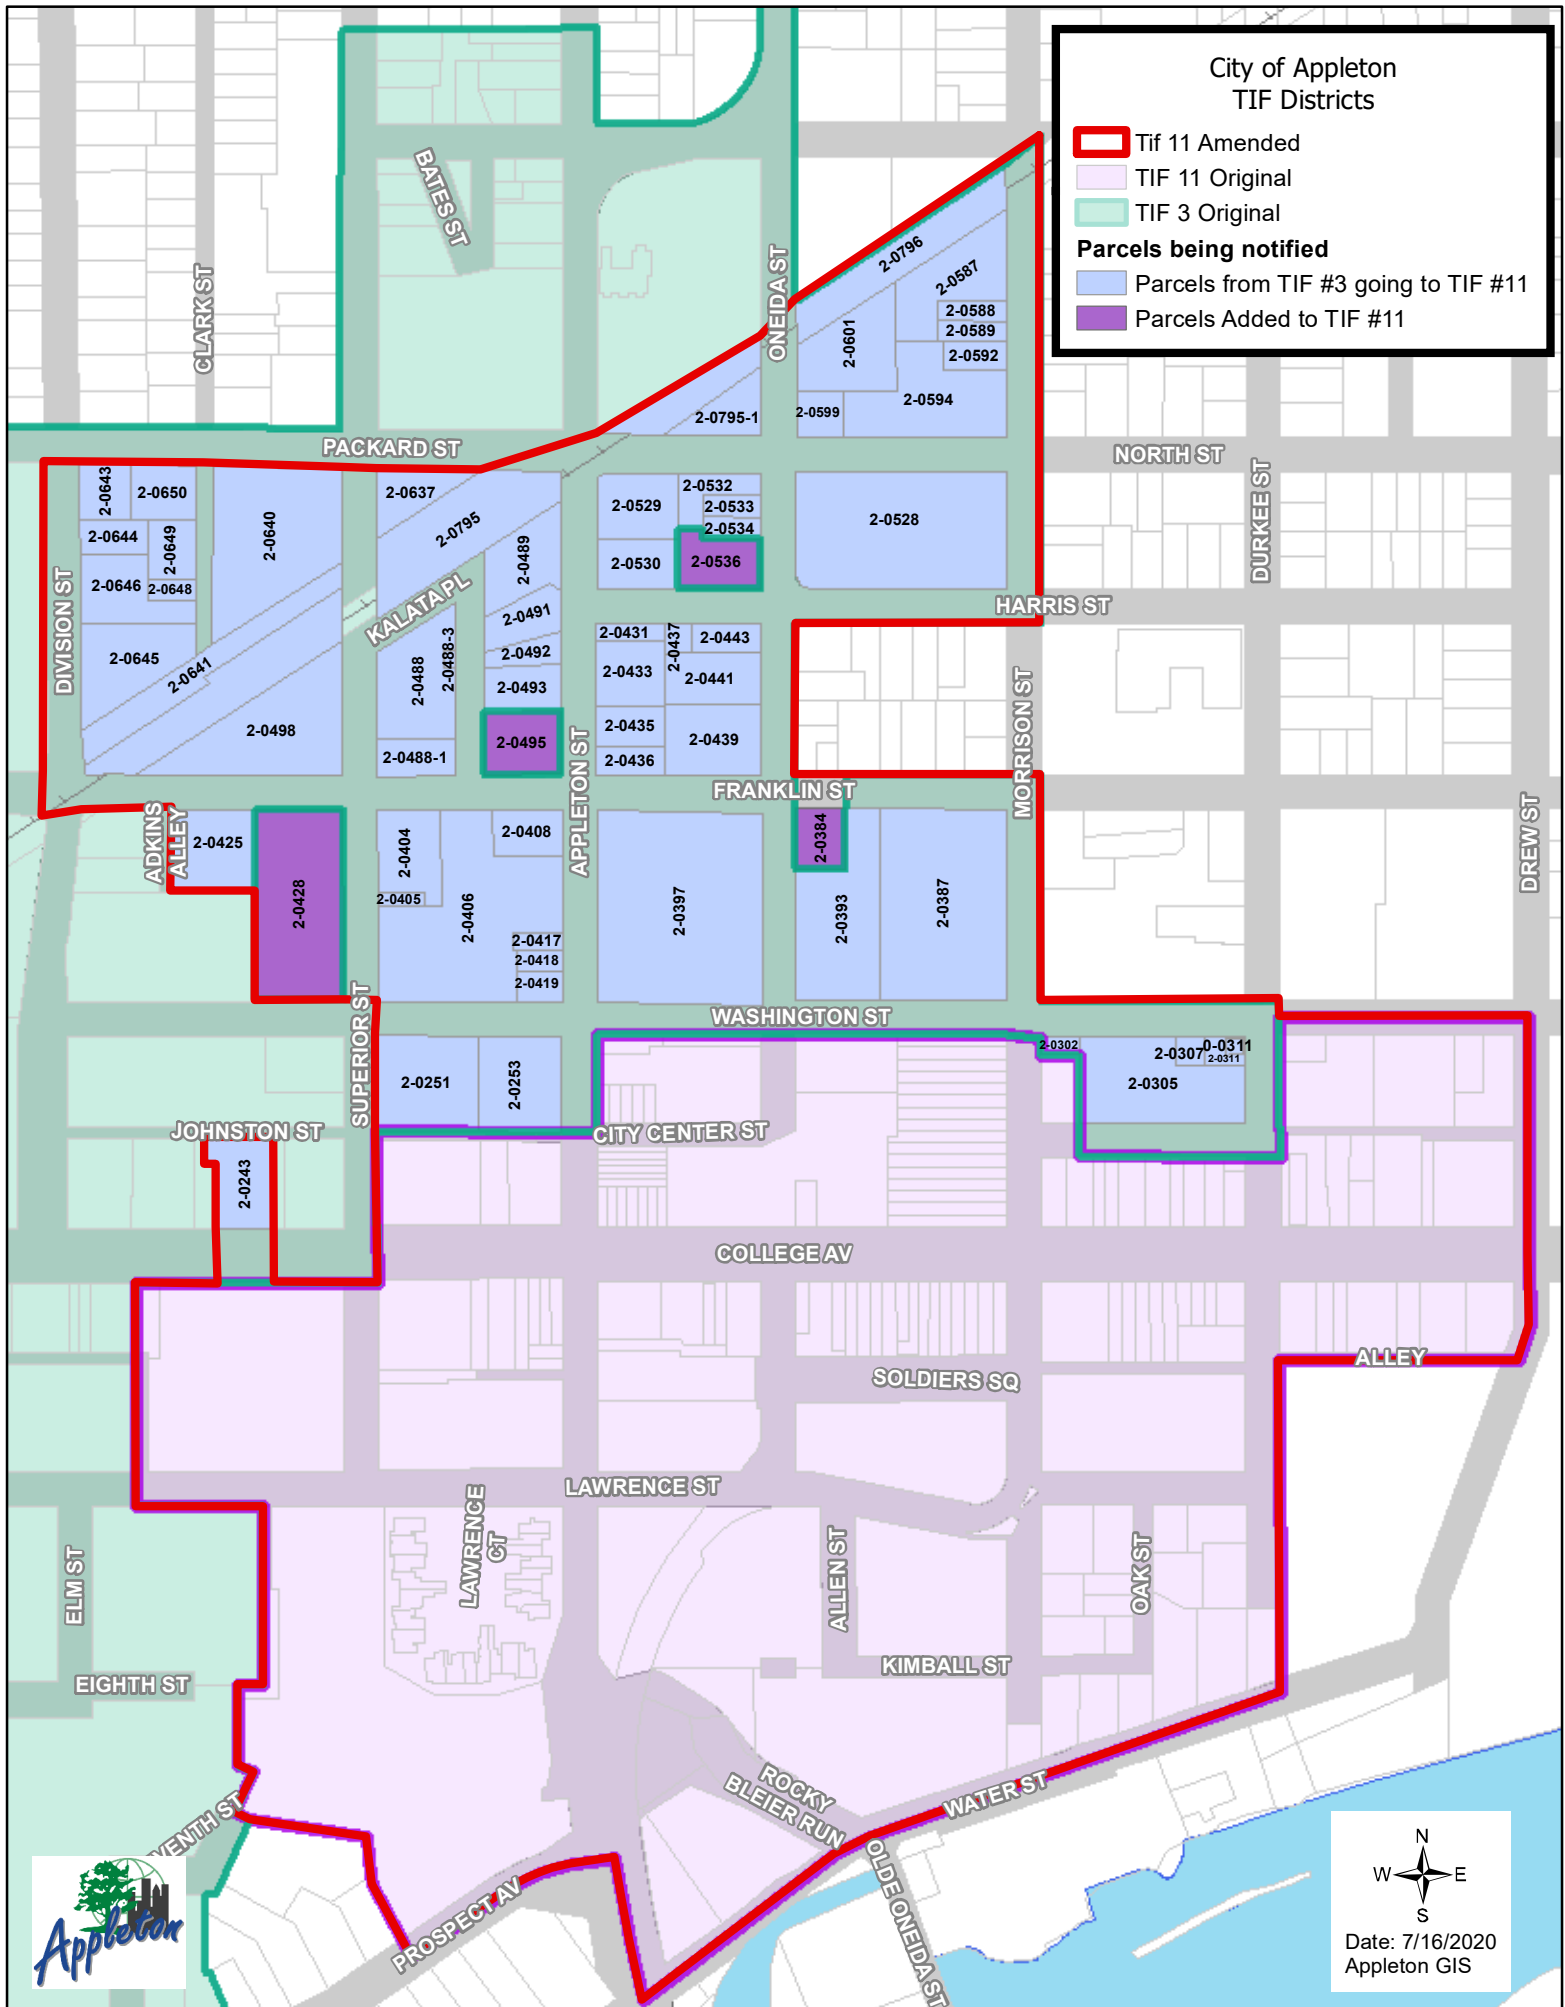 City of Appleton
TIF Districts
Tif 11 Amended
TIF 11 Original
TIF 3 Original
Parcels being notified
Parcels from TIF #3 going to TIF #11
Parcels Added to TIF #11
BATES ST
CLARK ST
ONEIDA ST
2-0796
2-0587
2-0588
2-0589
2-0592
2-0601
2-0594
2-0599
2-0795-1
PACKARD ST
NORTH ST
DURKEE ST
2-0643
2-0650
2-0644
2-0649
2-0640
2-0646
2-0648
2-0645
2-0641
2-0498
DIVISION ST
2-0637
2-0795
2-0489
KALATA PL
2-0491
2-0492
2-0493
2-0488
2-0488-3
2-0488-1
2-0495
2-0529
2-0532
2-0533
2-0534
2-0530
2-0536
2-0528
HARRIS ST
2-0431
2-0437
2-0443
2-0433
2-0441
2-0435
2-0439
2-0436
APPLETON ST
MORRISON ST
FRANKLIN ST
DREW ST
ADKINS
ALLEY
2-0425
2-0428
2-0404
2-0408
2-0405
2-0406
2-0417
2-0418
2-0419
2-0397
2-0384
2-0393
2-0387
SUPERIOR ST
WASHINGTON ST
2-0251
2-0253
2-0302
2-0307
0-0311
2-0311
2-0305
JOHNSTON ST
CITY CENTER ST
2-0243
COLLEGE AV
SOLDIERS SQ
ALLEY
LAWRENCE ST
LAWRENCE
CT
ALLEN ST
OAK ST
ELM ST
EIGHTH ST
KIMBALL ST
ROCKY
BLEIER RUN
WATER ST
VENTH ST
PROSPECT AV
OLDE ONEIDA ST
Appleton
N
W E
S
Date: 7/16/2020
Appleton GIS